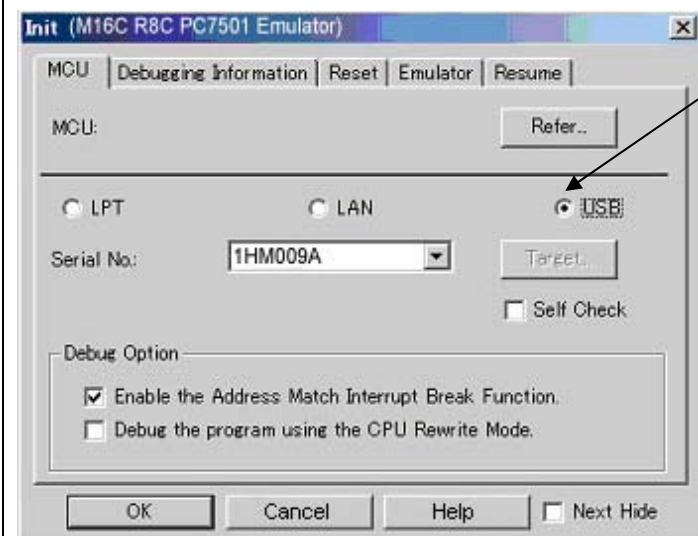 Init (M16C R8C PC7501 Emulator)
MCU Debugging Information Reset Emulator Resume
MCU: Refer..
LPT LAN USB
Serial No.: 1HM009A Target..
Self Check
Debug Option
Enable the Address Match Interrupt Break Function.
Debug the program using the CPU Rewrite Mode.
OK Cancel Help Next Hide